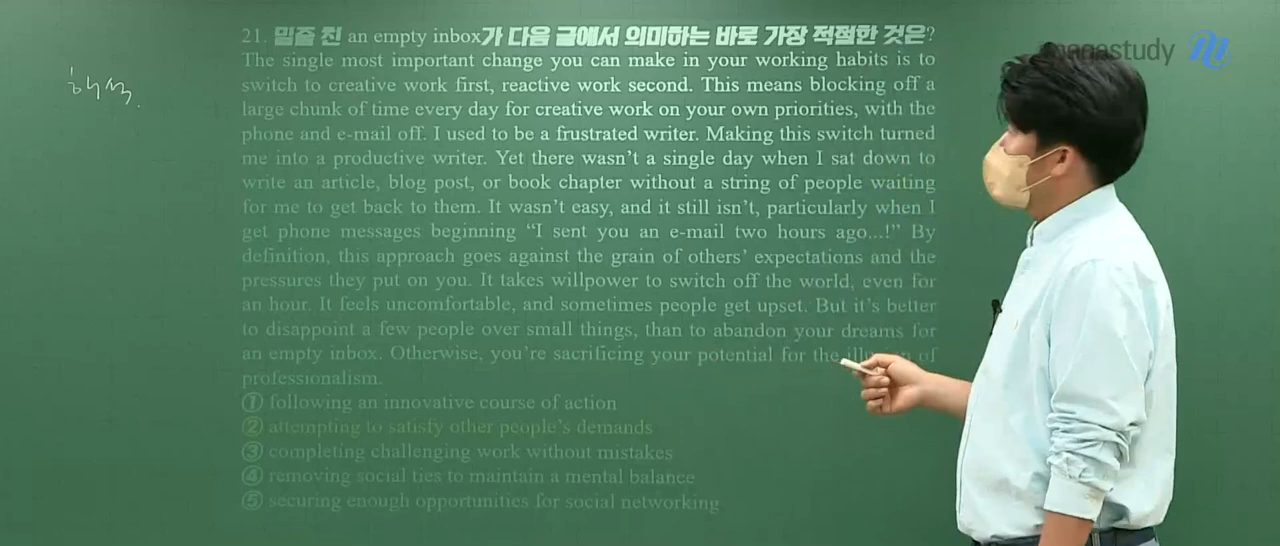 megastudy
21. 밑줄 친 an empty inbox가 다음 글에서 의미하는 바로 가장 적절한 것은?
The single most important change you can make in your working habits is to
switch to creative work first, reactive work second. This means blocking off a
large chunk of time every day for creative work on your own priorities, with the
phone and e-mail off. I used to be a frustrated writer. Making this switch turned
me into a productive writer. Yet there wasn't a single day when I sat down to
write an article, blog post, or book chapter without a string of people waiting
for me to get back to them. It wasn't easy, and it still isn't, particularly when I
get phone messages beginning “I sent you an e-mail two hours ago...!” By
definition, this approach goes against the grain of others' expectations and the
pressures they put on you. It takes willpower to switch off the world, even for
an hour. It feels uncomfortable, and sometimes people get upset. But it's better
to disappoint a few people over small things, than to abandon your dreams for
an empty inbox. Otherwise, you're sacrificing your potential for the illusion of
professionalism.
① following an innovative course of action
② attempting to satisfy other people's demands
③ completing challenging work without mistakes
④ removing social ties to maintain a mental balance
⑤ securing enough opportunities for social networking